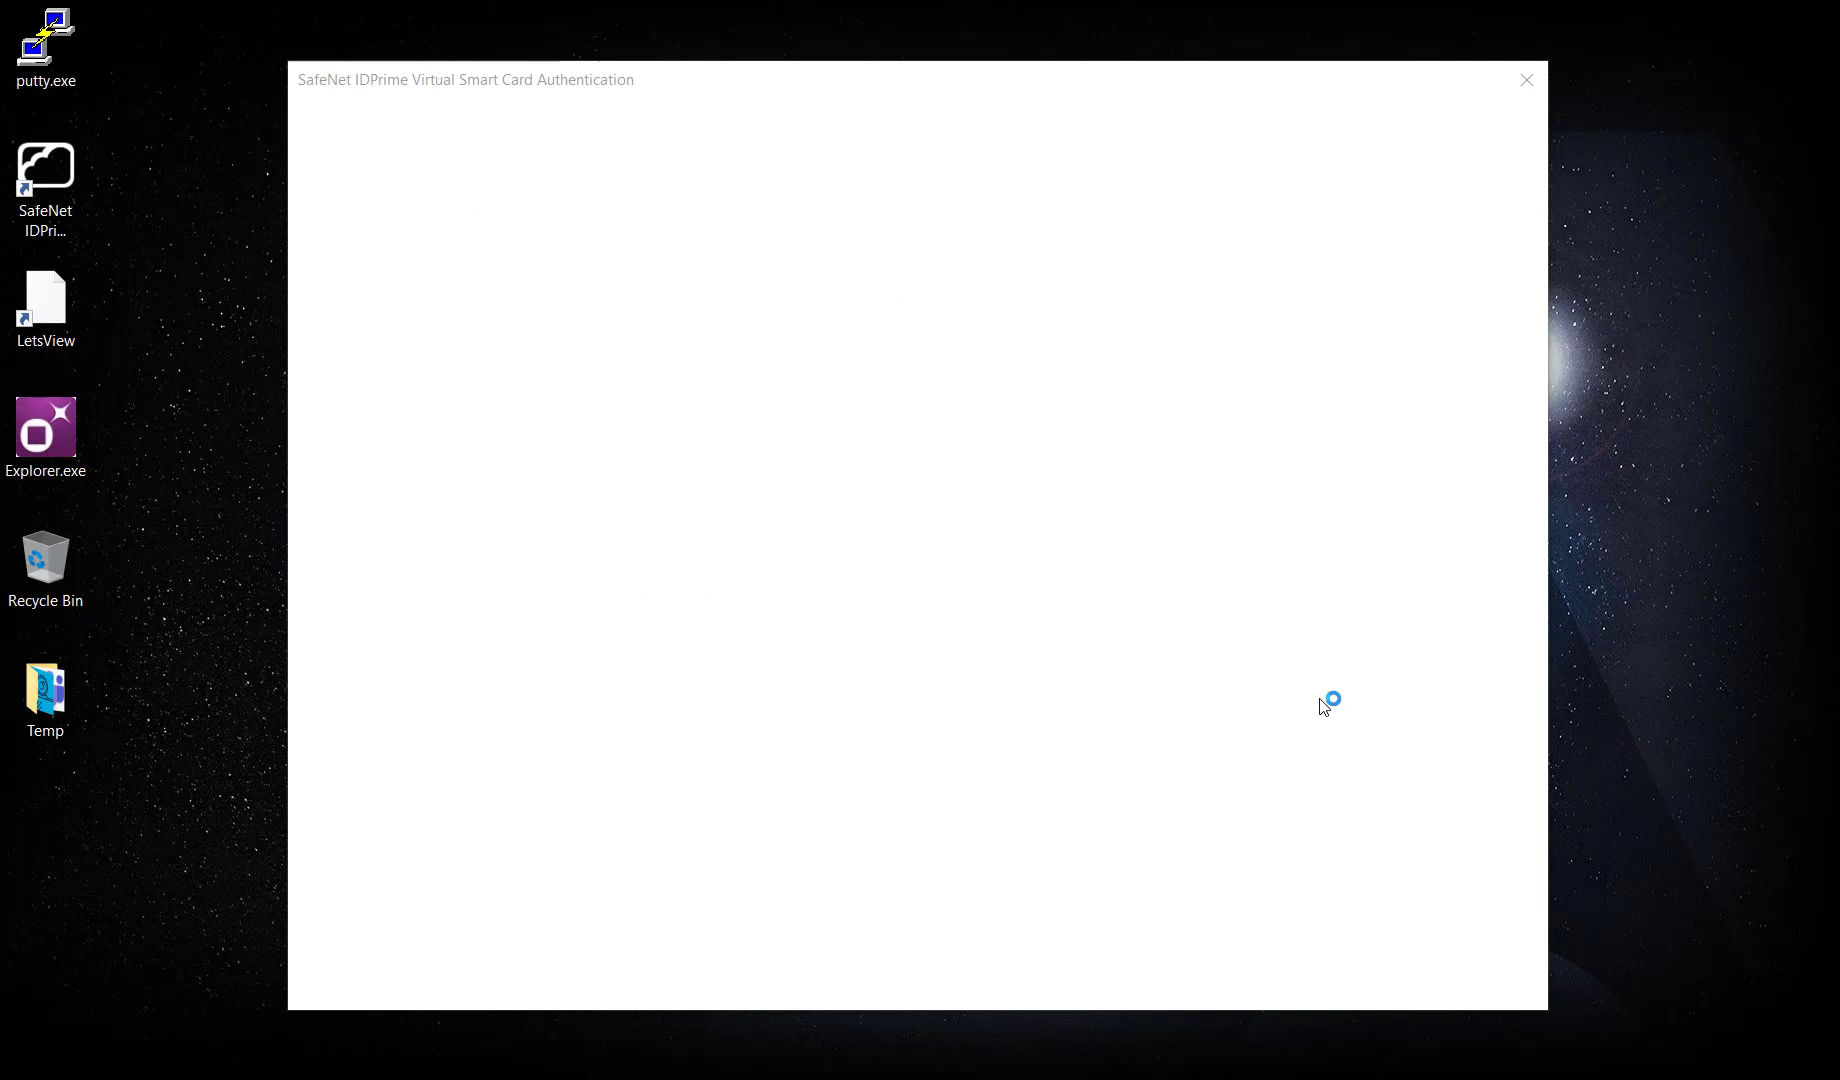 putty.exe
SafeNet
IDPri...
LetsView
Explorer.exe
Recycle Bin
Temp
SafeNet IDPrime Virtual Smart Card Authentication